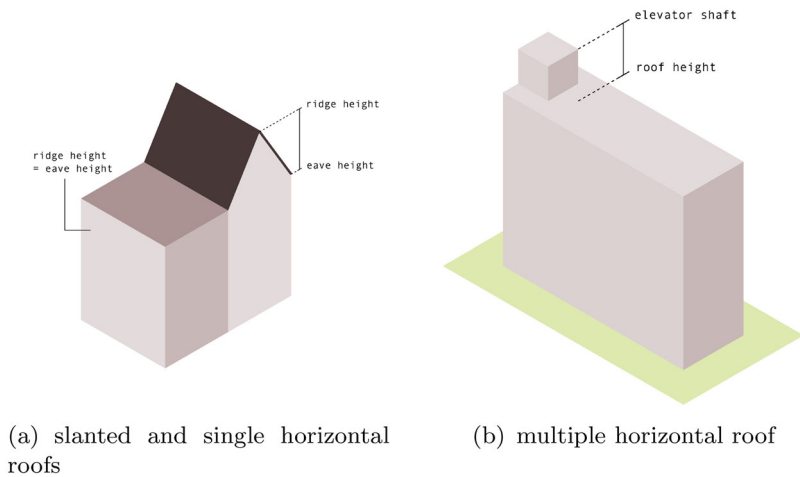 elevator shaft
roof height
ridge height
eave height
ridge height
= eave height
(a) slanted and single horizontal
roofs
(b) multiple horizontal roof